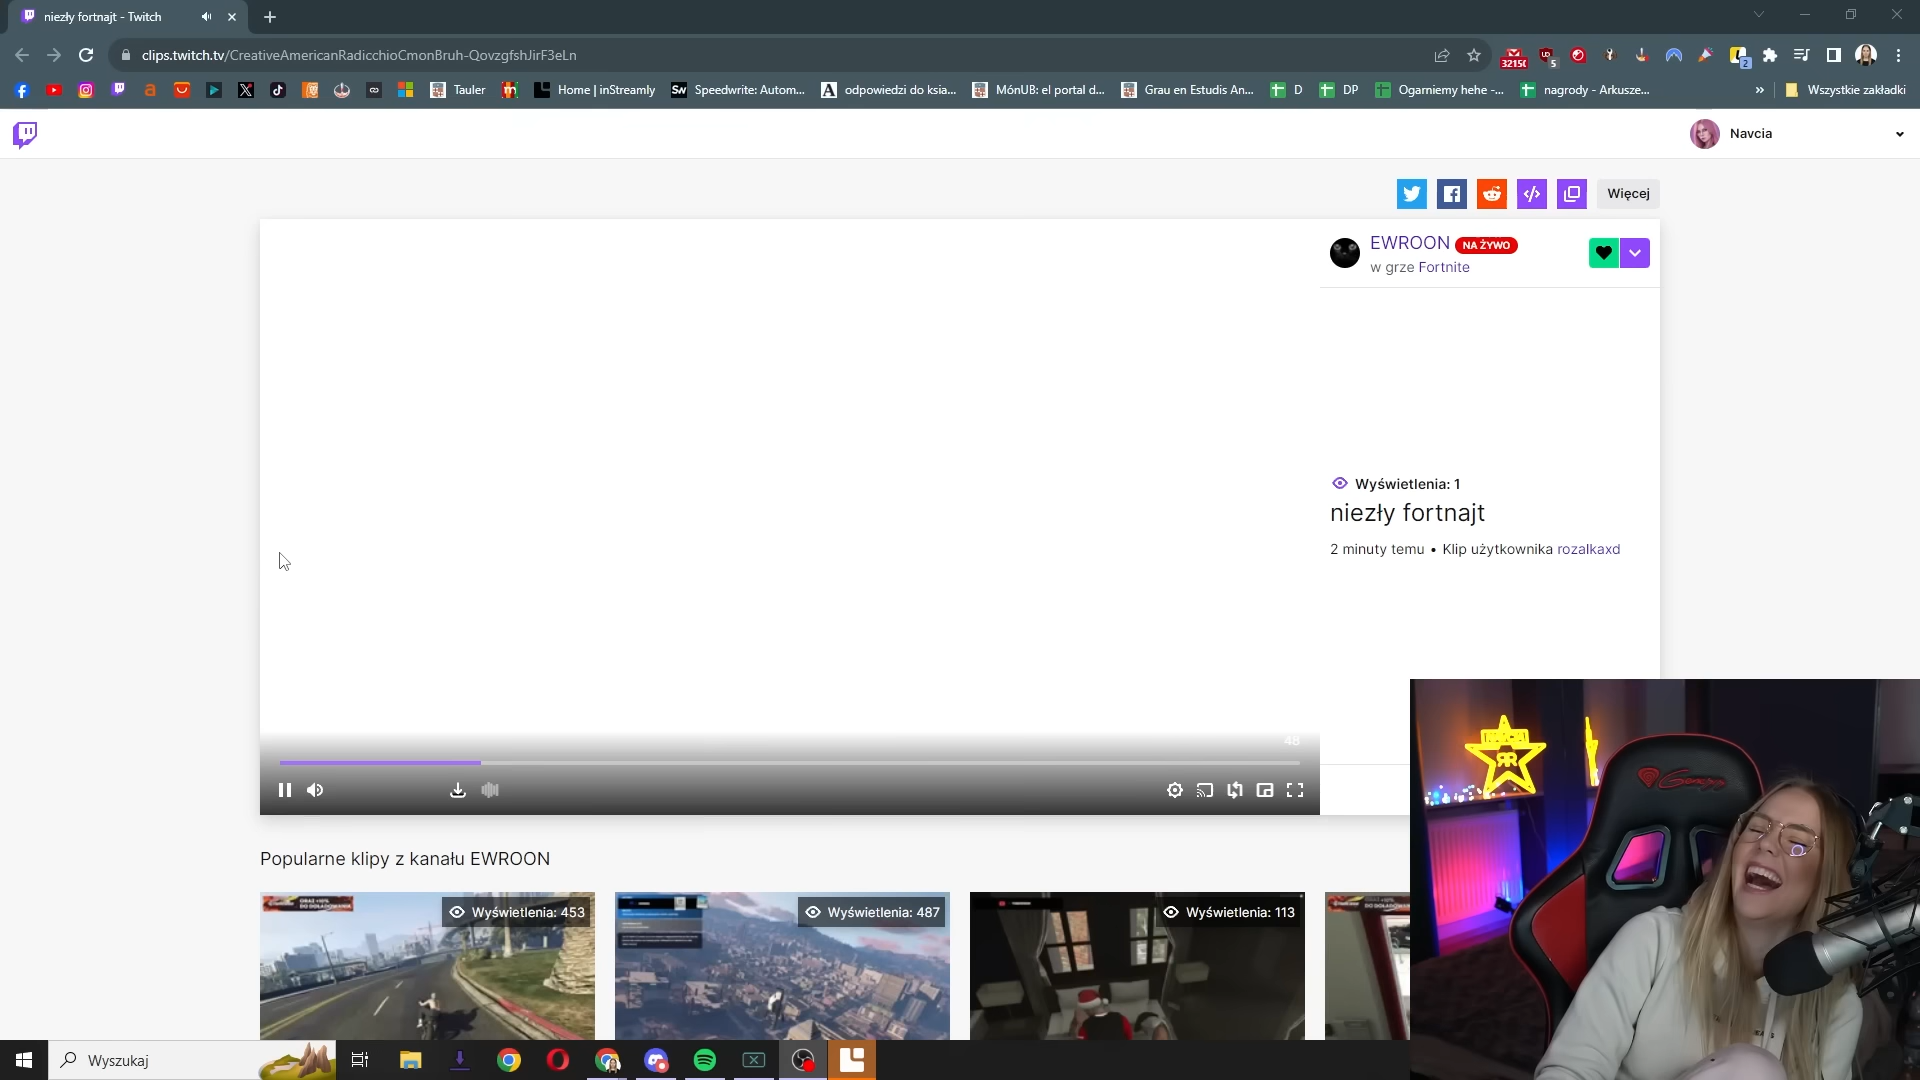 niezły fortnajt - Twitch
clips.twitch.tv/CreativeAmericanRadicchioCmonBruh-QovzgfshJirF3eLn
Tauler
Home | inStreamly
Speedwrite: Autom...
odpowiedzi do ksia...
MónUB: el portal d...
Grau en Estudis An...
D
DP
Ogarniemy hehe -...
nagrody - Arkusze...
»
Wszystkie zakładki
Navcia
Więcej
EWROON NA ŻYWO
w grze Fortnite
Wyświetlenia: 1
niezły fortnajt
2 minuty temu • Klip użytkownika rozalkaxd
48
Popularne klipy z kanału EWROON
Wyświetlenia: 453
Wyświetlenia: 487
Wyświetlenia: 113
Wyszukaj